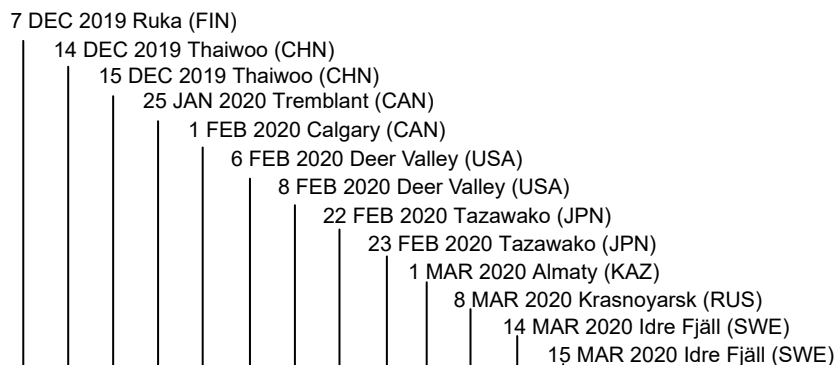 7 DEC 2019 Ruka (FIN)
14 DEC 2019 Thaiwoo (CHN)
15 DEC 2019 Thaiwoo (CHN)
25 JAN 2020 Tremblant (CAN)
1 FEB 2020 Calgary (CAN)
6 FEB 2020 Deer Valley (USA)
8 FEB 2020 Deer Valley (USA)
22 FEB 2020 Tazawako (JPN)
23 FEB 2020 Tazawako (JPN)
1 MAR 2020 Almaty (KAZ)
8 MAR 2020 Krasnoyarsk (RUS)
14 MAR 2020 Idre Fjäll (SWE)
15 MAR 2020 Idre Fjäll (SWE)